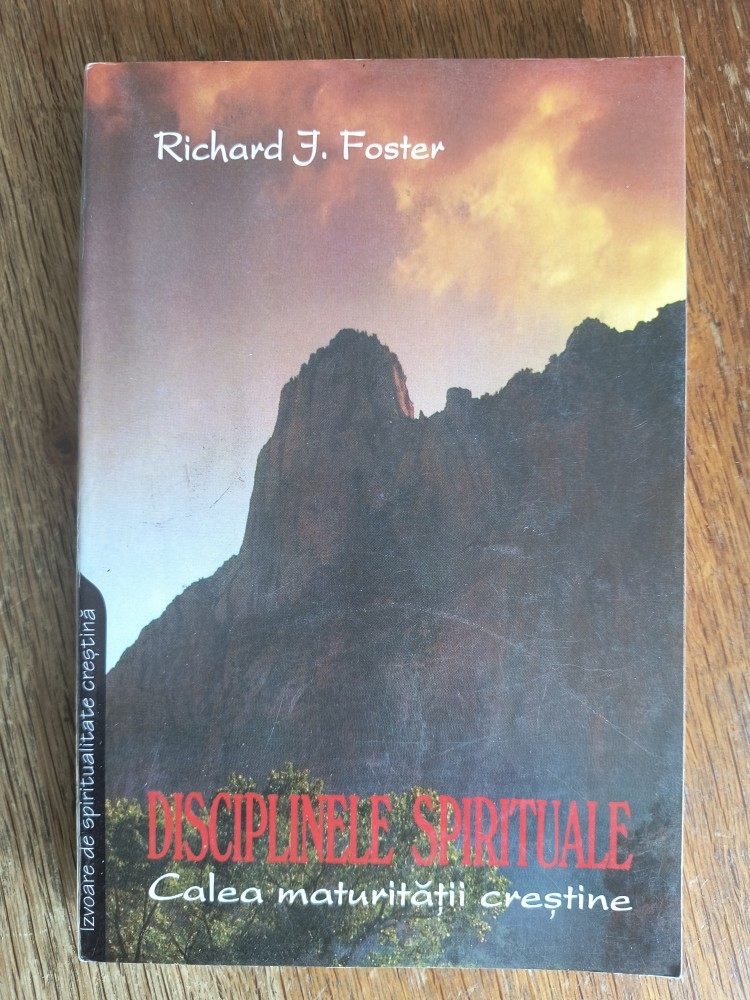 Richard J. Foster
DISCIPLINELE SPIRITUALE
Calea maturității creștine
Izvoare de spiritualitate creștină